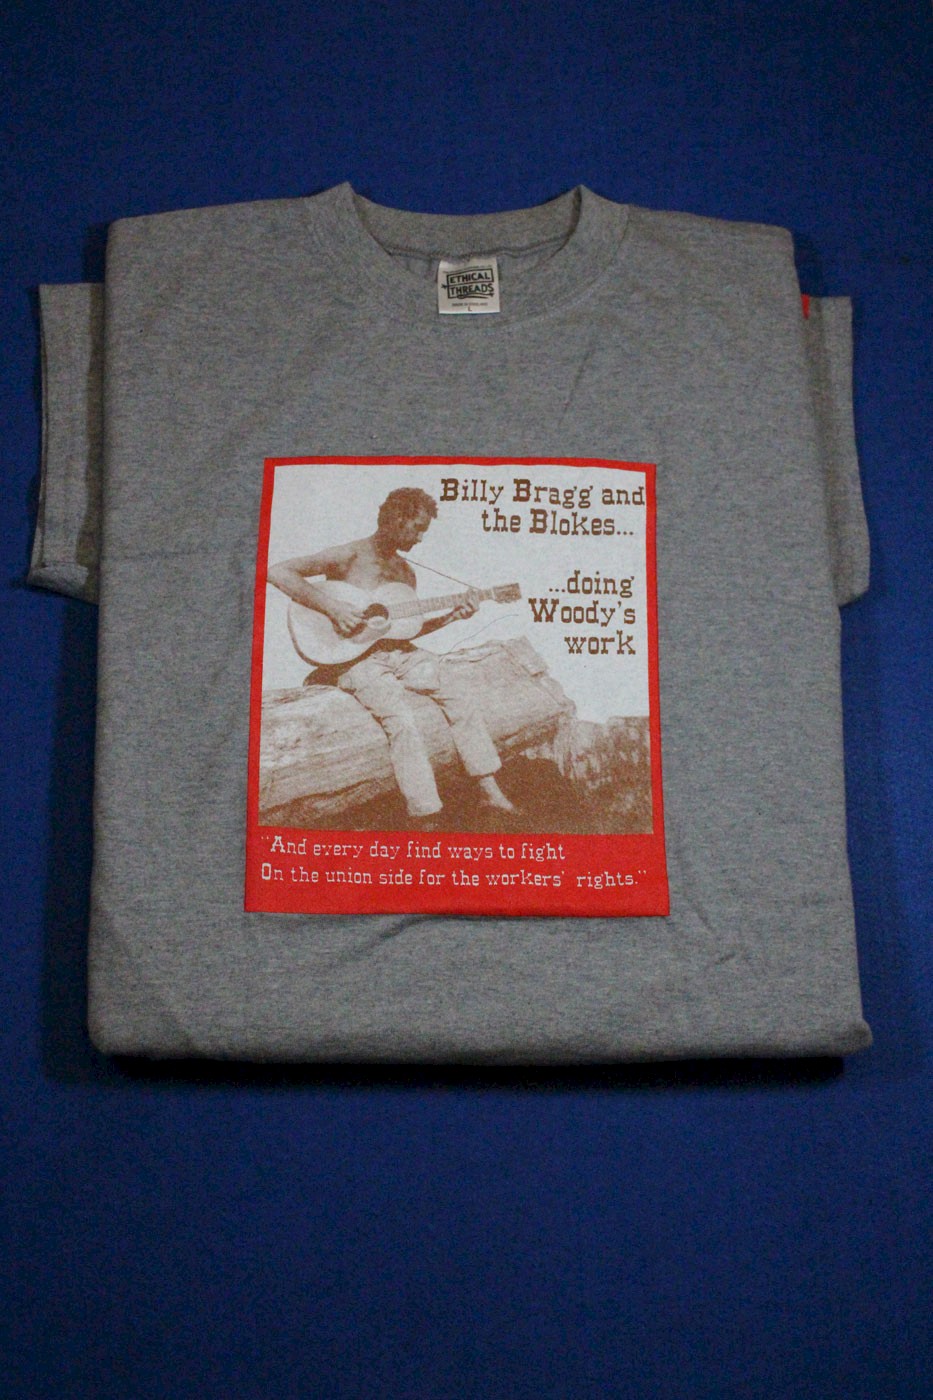 ETHICAL
THREADS
L
Billy Bragg and
the Blokes...
...doing
Woody's
work
"And every day find ways to fight
On the union side for the workers' rights."